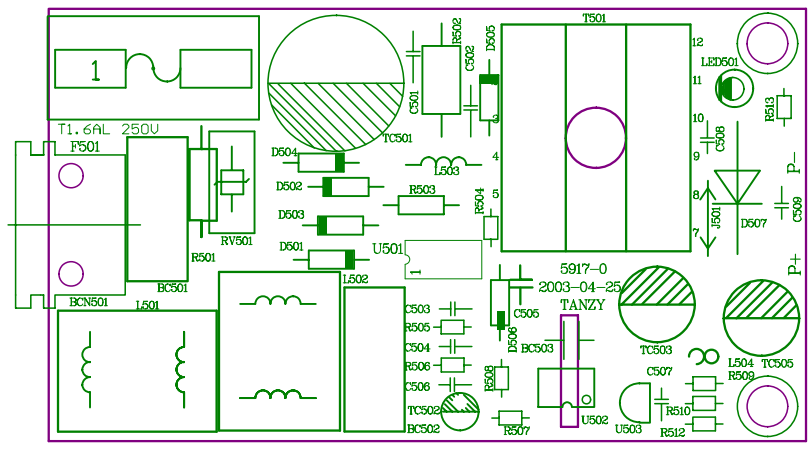 T501
R502
D505
C502
C501
TC501
12
11
10
9
8
7
3
4
5
LED501
R513
C508
P-
C509
J501
D507
P+
1
T1.6AL 250V
F501
D504
D502
D503
D501
L503
R503
R504
U501
1
R501
RV501
BCN501
BC501
L501
L502
5917-0
2003-04-25
TANZY
C505
D506
C503
R505
C504
R506
C506
TC502
BC502
BC503
R508
R507
U502
TC503
L504
TC505
C507
R509
R510
R512
U503